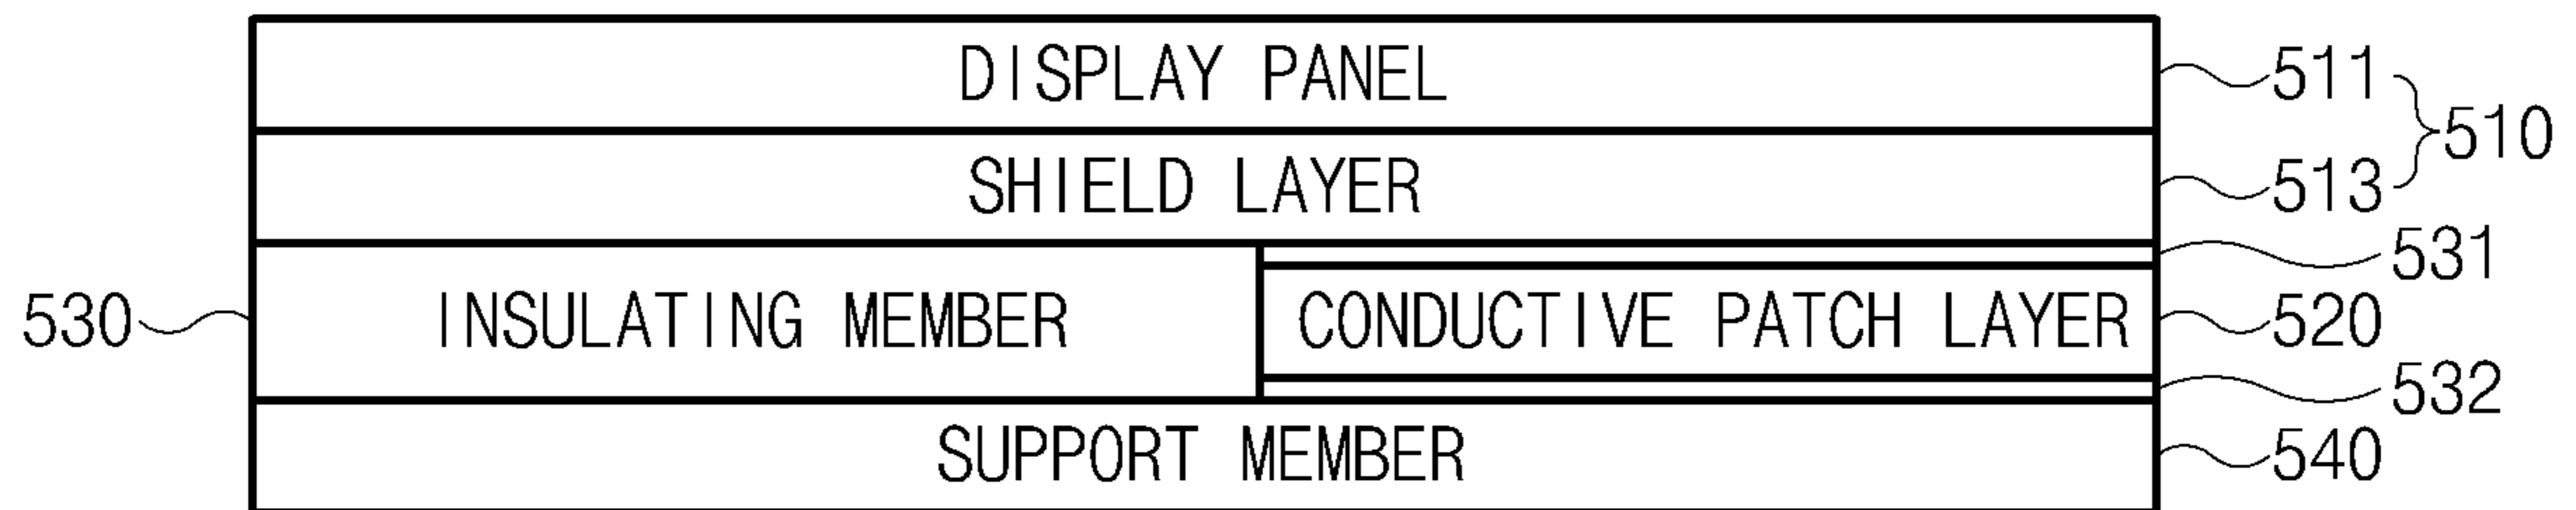 DISPLAY PANEL 511
510
SHIELD LAYER 513
531
530 INSULATING MEMBER CONDUCTIVE PATCH LAYER 520
532
SUPPORT MEMBER 540